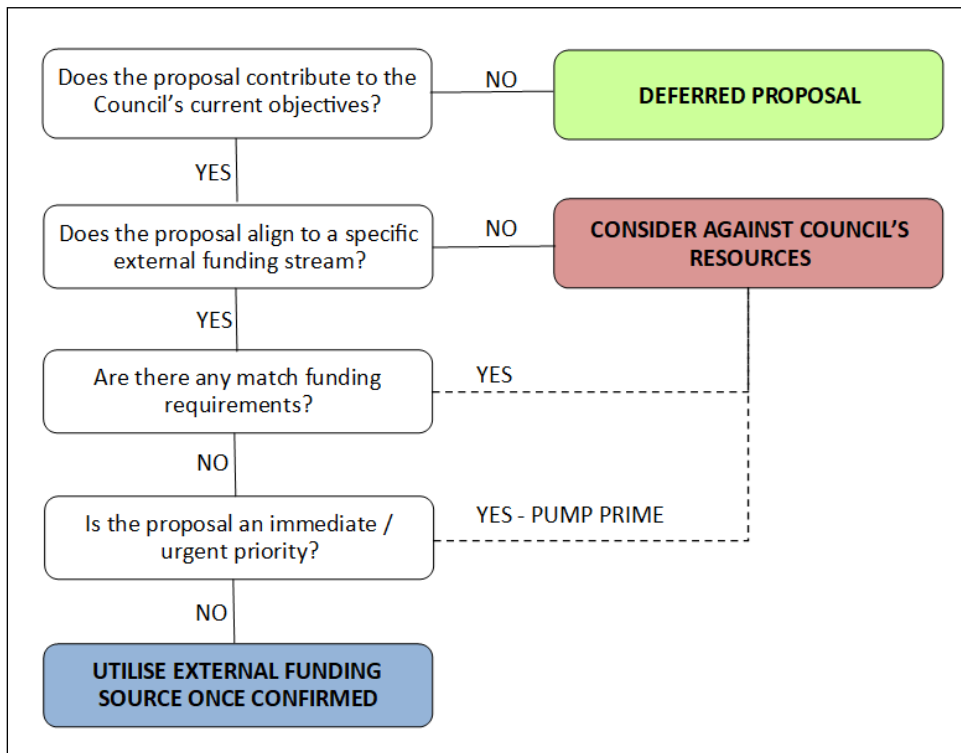 Does the proposal contribute to the
Council’s current objectives?
NO
DEFERRED PROPOSAL
YES
Does the proposal align to a specific
external funding stream?
NO
CONSIDER AGAINST COUNCIL’S
RESOURCES
YES
Are there any match funding
requirements?
YES
NO
Is the proposal an immediate /
urgent priority?
YES - PUMP PRIME
NO
UTILISE EXTERNAL FUNDING
SOURCE ONCE CONFIRMED